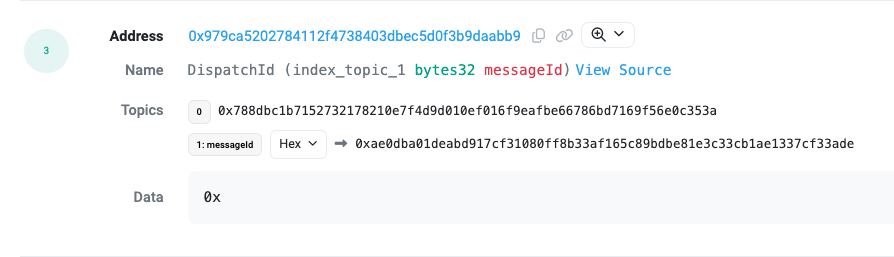 3
Address 0x979ca5202784112f4738403dbec5d0f3b9daabb9
Name DispatchId (index_topic_1 bytes32 messageId) View Source
Topics 0 0x788dbc1b7152732178210e7f4d9d010ef016f9eafbe66786bd7169f56e0c353a
1: messageId Hex ➡ 0xae0dba01deabd917cf31080ff8b33af165c89bdbe81e3c33cb1ae1337cf33ade
Data 0x